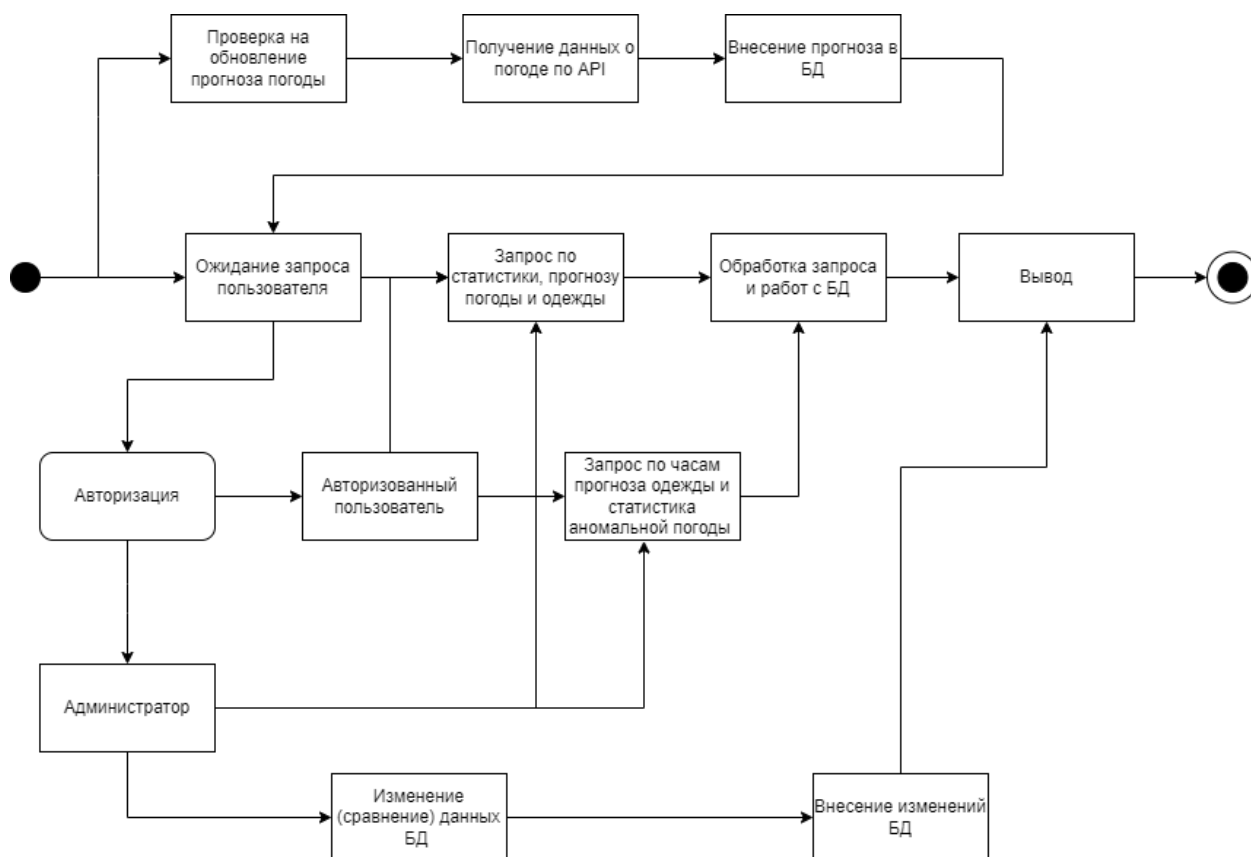 Проверка на
обновление
прогноза погоды
Получение данных о
погоде по API
Внесение прогноза в
БД
Ожидание запроса
пользователя
Запрос по
статистики, прогнозу
погоды и одежды
Обработка запроса
и работ с БД
Вывод
Авторизация
Авторизованный
пользователь
Запрос по часам
прогноза одежды и
статистика
аномальной погоды
Администратор
Изменение
(сравнение) данных
БД
Внесение изменений
БД